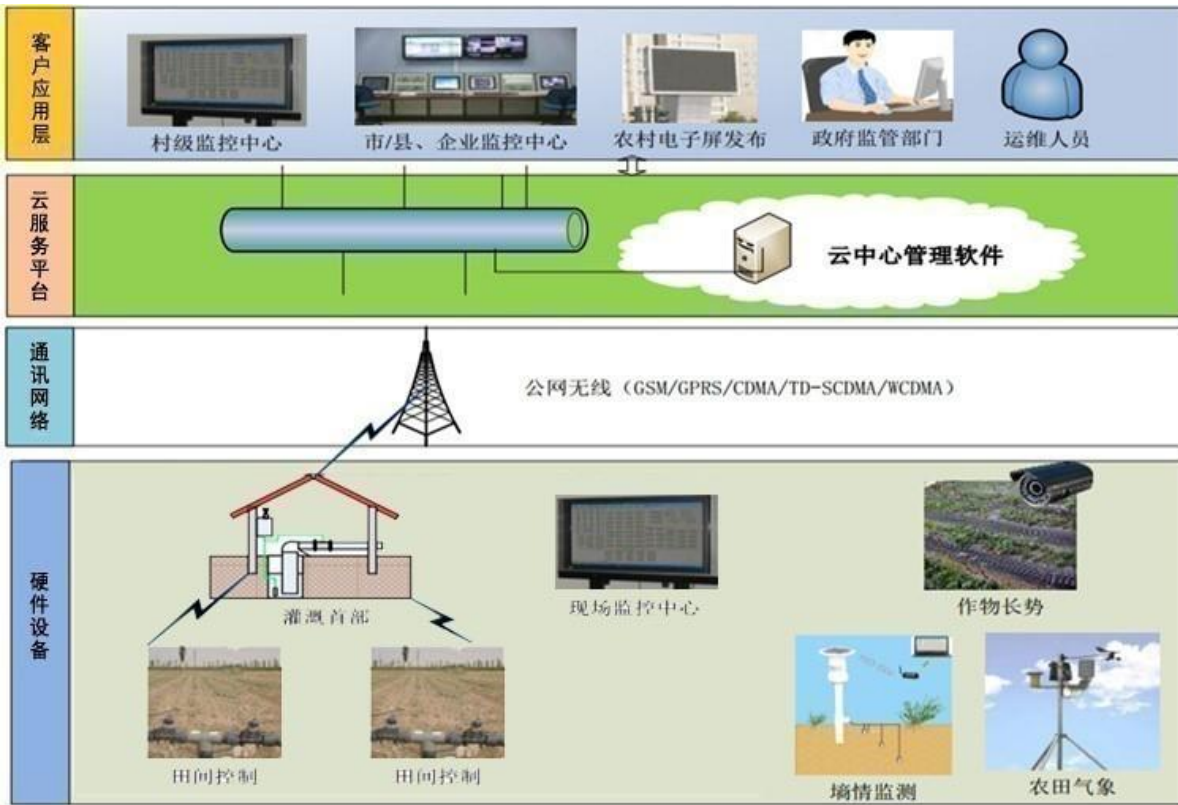 客户应用层
村级监控中心
市/县、企业监控中心
农村电子屏发布
政府监管部门
运维人员
云服务平台
云中心管理软件
通讯网络
公网无线（GSM/GPRS/CDMA/TD-SCDMA/WCDMA）
硬件设备
灌溉首部
现场监控中心
作物长势
田间控制
田间控制
墒情监测
农田气象